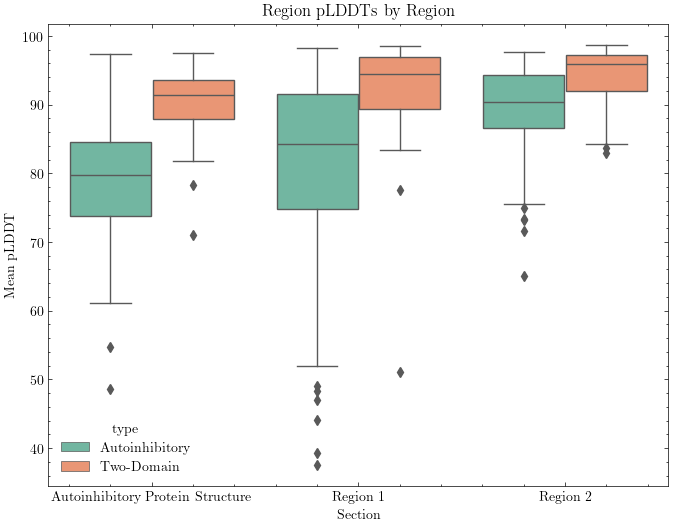 Region pLDDTs by Region
Mean pLDDT
100
90
80
70
60
50
40
type
Autoinhibitory
Two-Domain
Autoinhibitory Protein Structure
Region 1
Region 2
Section